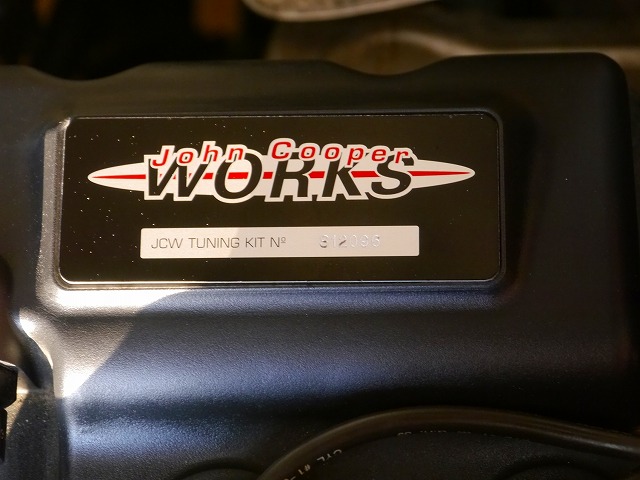 John Cooper
WORKS
JCW TUNING KIT Nº